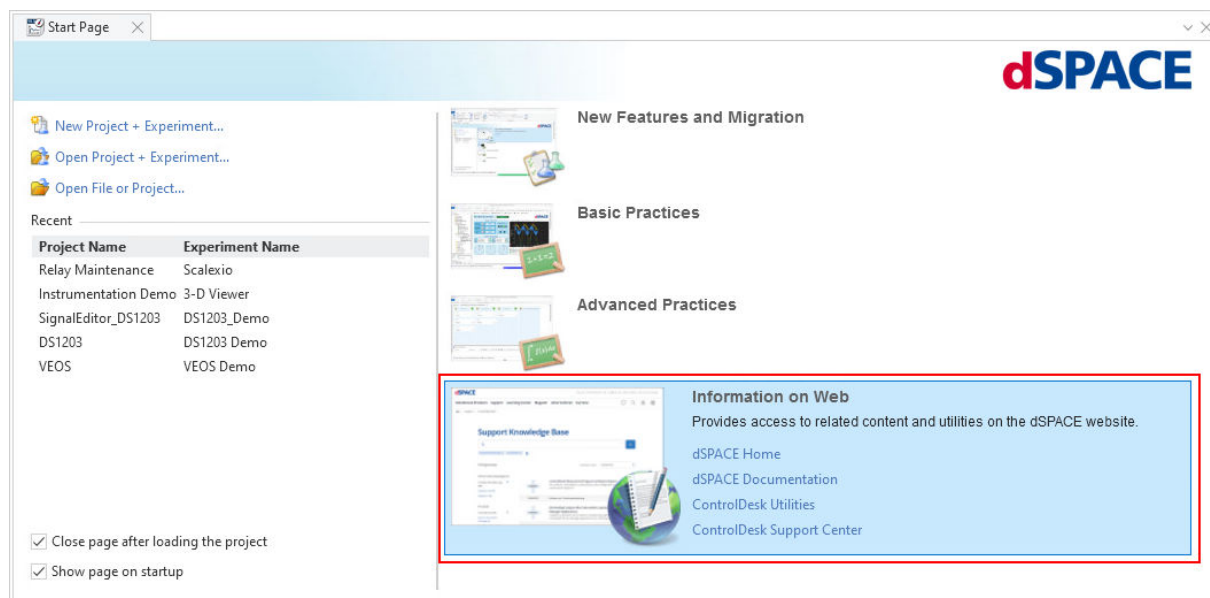 Start Page
dSPACE
New Project + Experiment...
Open Project + Experiment...
Open File or Project...
Recent
Project Name Experiment Name
Relay Maintenance Scalexio
Instrumentation Demo 3-D Viewer
SignalEditor_DS1203 DS1203_Demo
DS1203 DS1203 Demo
VEOS VEOS Demo
Close page after loading the project
Show page on startup
New Features and Migration
Basic Practices
1+1=2
Advanced Practices
Information on Web
Provides access to related content and utilities on the dSPACE website.
dSPACE Home
dSPACE Documentation
ControlDesk Utilities
ControlDesk Support Center
dSPACE
Support Knowledge Base